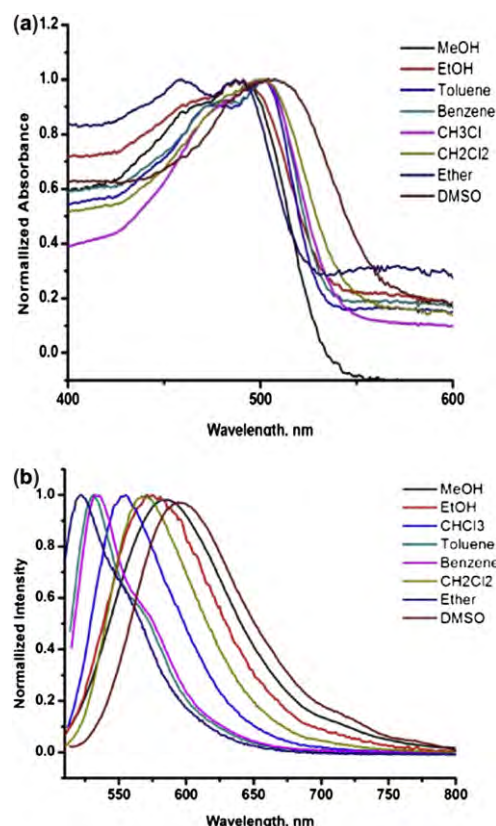 (a)
1.2
1.0
0.8
0.6
0.4
0.2
0.0
Normallized Absorbance
400
500
600
Wavelength, nm
MeOH
EtOH
Toluene
Benzene
CH3Cl
CH2Cl2
Ether
DMSO
(b)
1.0
0.8
0.6
0.4
0.2
0.0
Normallized Intensity
550
600
650
700
750
800
Wavelength, nm
MeOH
EtOH
CHCl3
Toluene
Benzene
CH2Cl2
Ether
DMSO